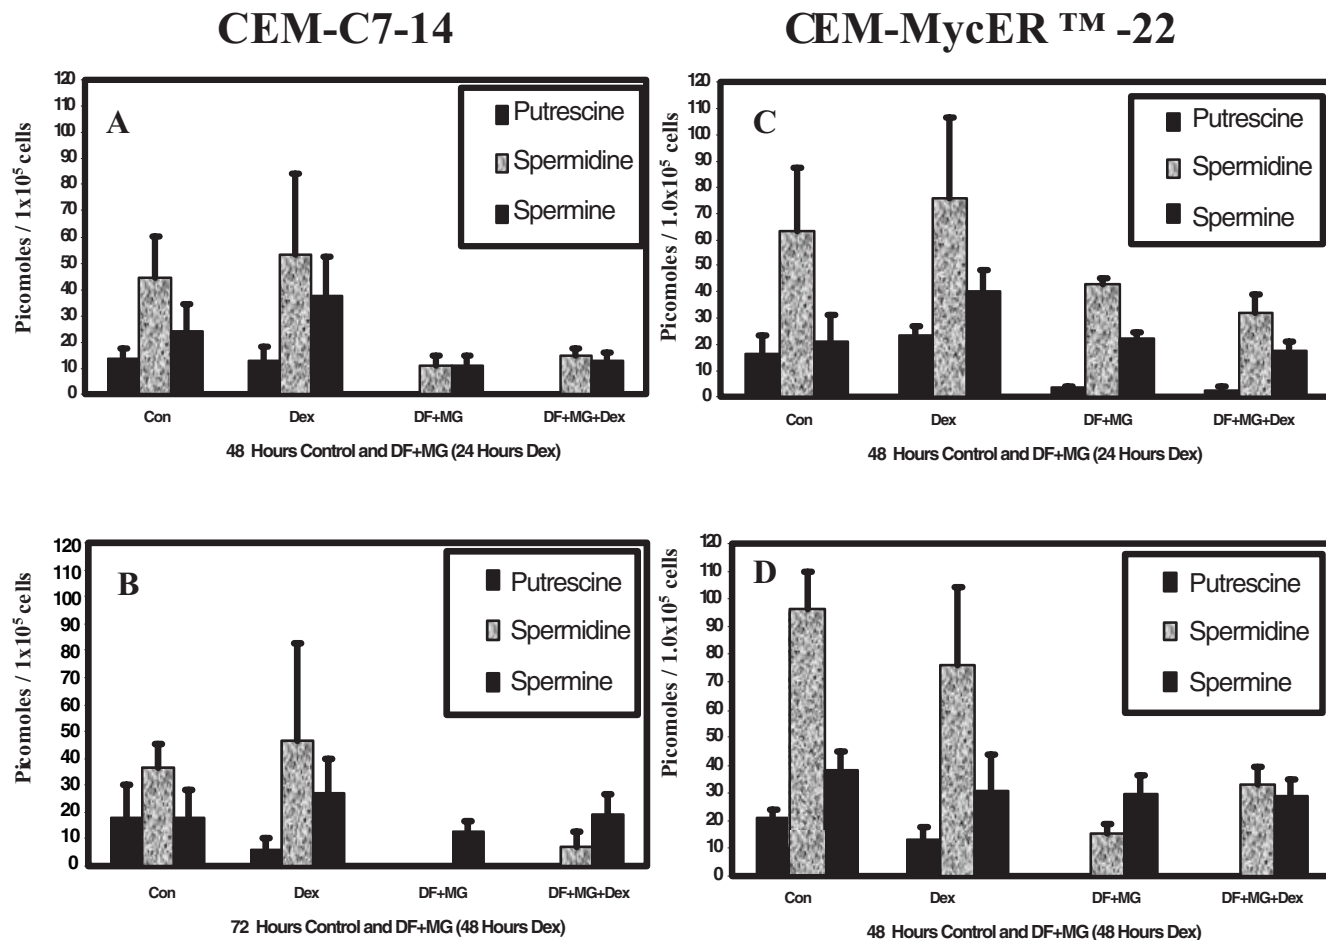 CEM-C7-14
CEM-MycER ™ -22
Picomoles / 1x10⁵ cells
120
110
100
90
80
70
60
50
40
30
20
10
0
A
Putrescine
Spermidine
Spermine
Con
Dex
DF+MG
DF+MG+Dex
48 Hours Control and DF+MG (24 Hours Dex)
Picomoles / 1.0x10⁵ cells
120
110
100
90
80
70
60
50
40
30
20
10
0
C
Putrescine
Spermidine
Spermine
Con
Dex
DF+MG
DF+MG+Dex
48 Hours Control and DF+MG (24 Hours Dex)
Picomoles / 1x10⁵ cells
120
110
100
90
80
70
60
50
40
30
20
10
0
B
Putrescine
Spermidine
Spermine
Con
Dex
DF+MG
DF+MG+Dex
72 Hours Control and DF+MG (48 Hours Dex)
Picomoles / 1.0x10⁵ cells
120
110
100
90
80
70
60
50
40
30
20
10
0
D
Putrescine
Spermidine
Spermine
Con
Dex
DF+MG
DF+MG+Dex
48 Hours Control and DF+MG (48 Hours Dex)